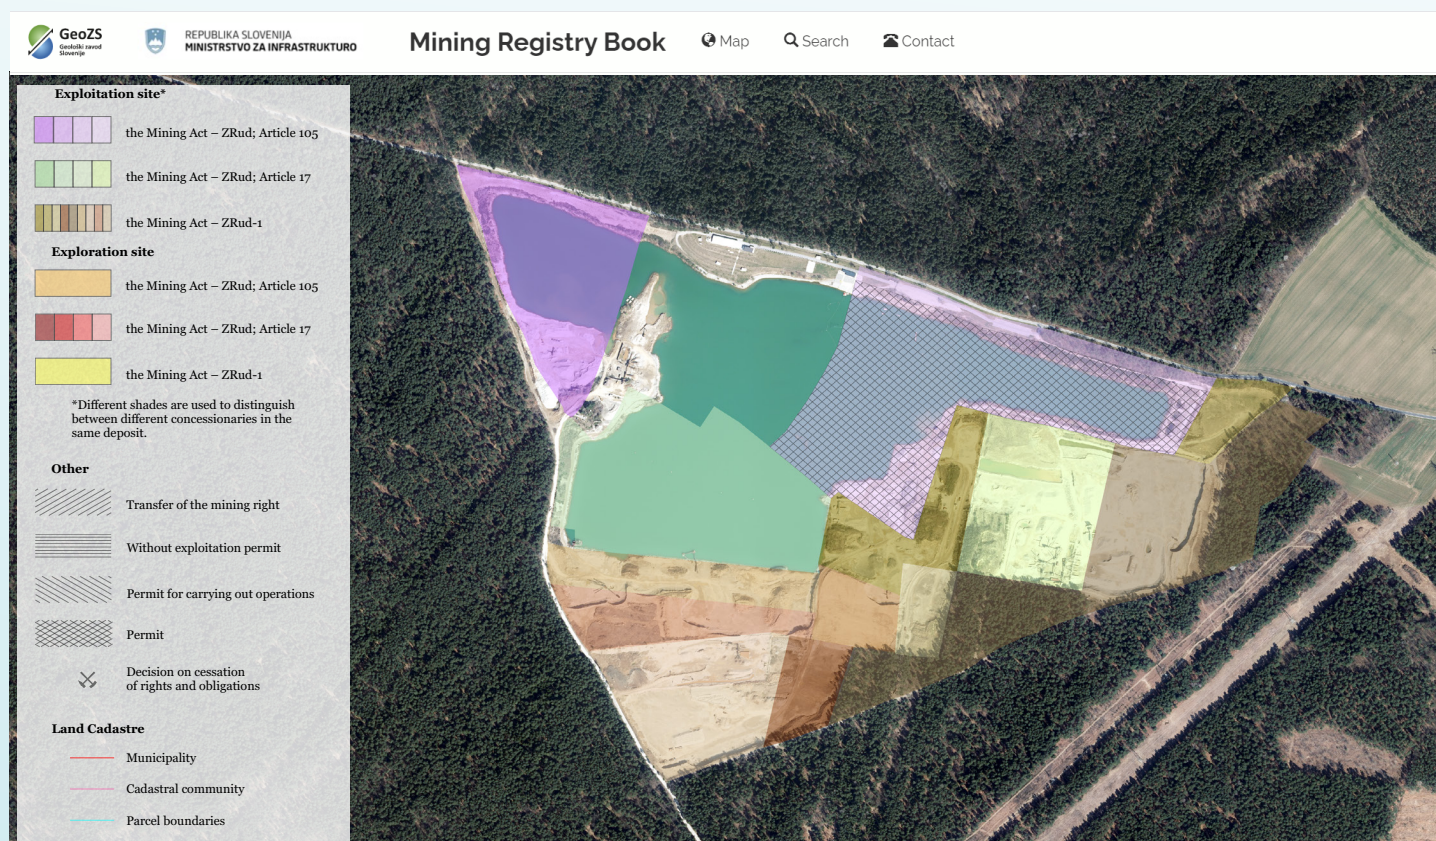 GeoZS
Geološki zavod
Slovenije
REPUBLIKA SLOVENIJA
MINISTRSTVO ZA INFRASTRUKTURO
Mining Registry Book
Map
Search
Contact
Exploitation site*
the Mining Act – ZRud; Article 105
the Mining Act – ZRud; Article 17
the Mining Act – ZRud-1
Exploration site
the Mining Act – ZRud; Article 105
the Mining Act – ZRud; Article 17
the Mining Act – ZRud-1
*Different shades are used to distinguish
between different concessionaries in the
same deposit.
Other
Transfer of the mining right
Without exploitation permit
Permit for carrying out operations
Permit
Decision on cessation
of rights and obligations
Land Cadastre
Municipality
Cadastral community
Parcel boundaries